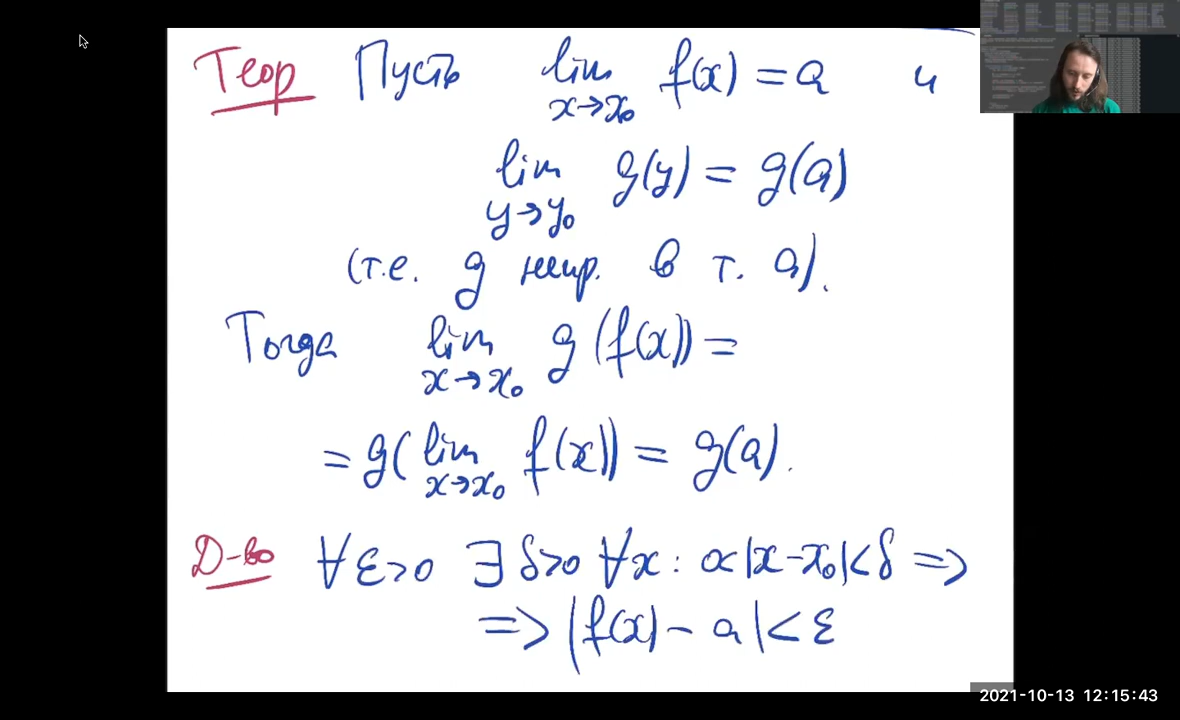 Теор Пусть lim f(x) = a и
x→x₀
lim g(y) = g(a)
y→y₀
(т.е. g непр. в т. a).
Тогда lim g(f(x)) =
x→x₀
= g(lim f(x)) = g(a).
x→x₀
Д-во ∀ε>0 ∃δ>0 ∀x: 0<|x-x₀|<δ =>
=> |f(x) - a| < ε
2021-10-13 12:15:43